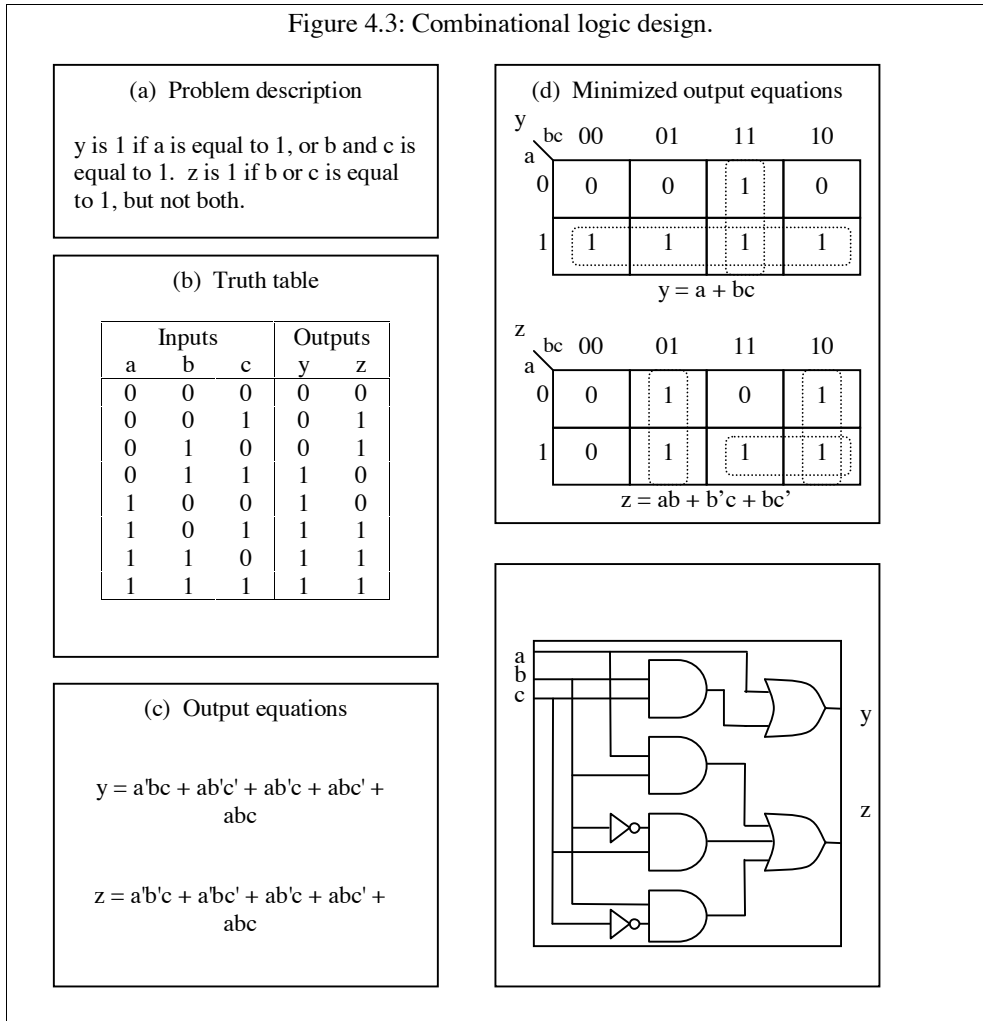 Figure 4.3: Combinational logic design.
(a) Problem description
y is 1 if a is equal to 1, or b and c is
equal to 1. z is 1 if b or c is equal
to 1, but not both.
(b) Truth table
Inputs Outputs
a b c y z
0 0 0 0 0
0 0 1 0 1
0 1 0 0 1
0 1 1 1 0
1 0 0 1 0
1 0 1 1 1
1 1 0 1 1
1 1 1 1 1
(c) Output equations
y = a'bc + ab'c' + ab'c + abc' +
abc
z = a'b'c + a'bc' + ab'c + abc' +
abc
(d) Minimized output equations
y
bc 00 01 11 10
a
0 0 0 1 0
1 1 1 1 1
y = a + bc
z
bc 00 01 11 10
a
0 0 1 0 1
1 0 1 1 1
z = ab + b’c + bc’
a
b
c
y
z